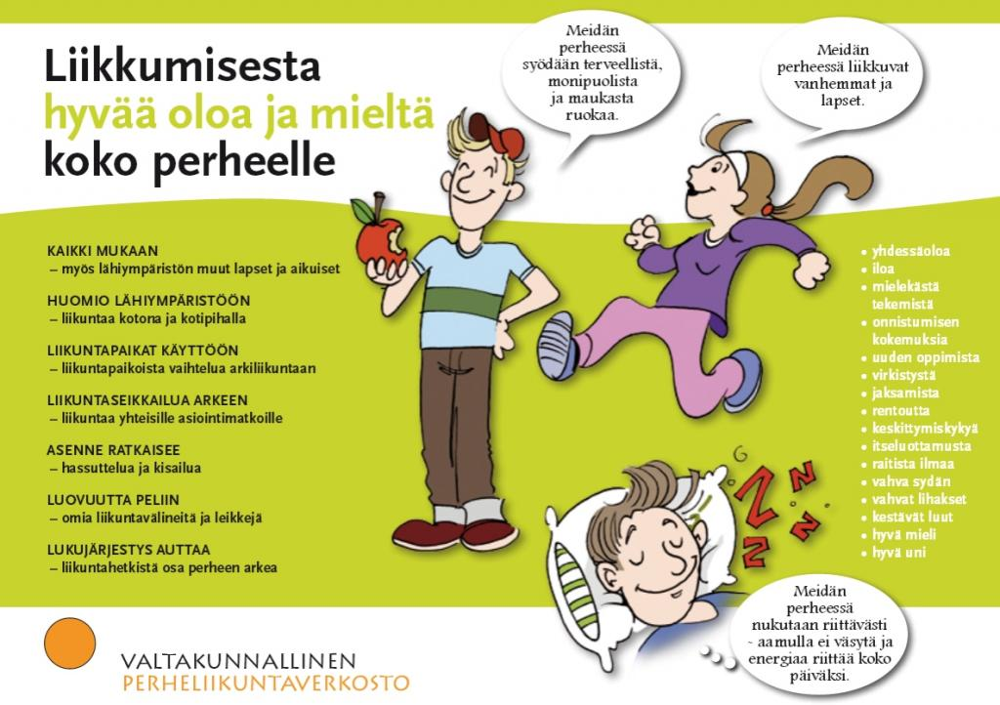 Liikkumisesta
hyvää oloa ja mieltä
koko perheelle
Meidän
perheessä
syödään terveellistä,
monipuolista
ja maukasta
ruokaa.
Meidän
perheessä liikkuvat
vanhemmat ja
lapset.
KAIKKI MUKAAN
– myös lähiympäristön muut lapset ja aikuiset
HUOMIO LÄHIYMPÄRISTÖÖN
– liikuntaa kotona ja kotipihalla
LIIKUNTAPAIKAT KÄYTTÖÖN
– liikuntapaikoista vaihtelua arkiliikuntaan
LIIKUNTASEIKKAILUA ARKEEN
– liikuntaa yhteisille asiointimatkoille
ASENNE RATKAISEE
– hassuttelua ja kisailua
LUOVUUTTA PELIIN
– omia liikuntavälineitä ja leikkejä
LUKUJÄRJESTYS AUTTAA
– liikuntahetkistä osa perheen arkea
• yhdessäoloa
• iloa
• mielekästä
tekemistä
• onnistumisen
kokemuksia
• uuden oppimista
• virkistystä
• jaksamista
• rentoutta
• keskittymiskykyä
• itseluottamusta
• raitista ilmaa
• vahva sydän
• vahvat lihakset
• kestävät luut
• hyvä mieli
• hyvä uni
Z Z
Z Z
Meidän
perheessä
nukutaan riittävästi
- aamulla ei väsytä ja
energiaa riittää koko
päiväksi.
VALTAKUNNALLINEN
PERHELIIKUNTAVERKOSTO